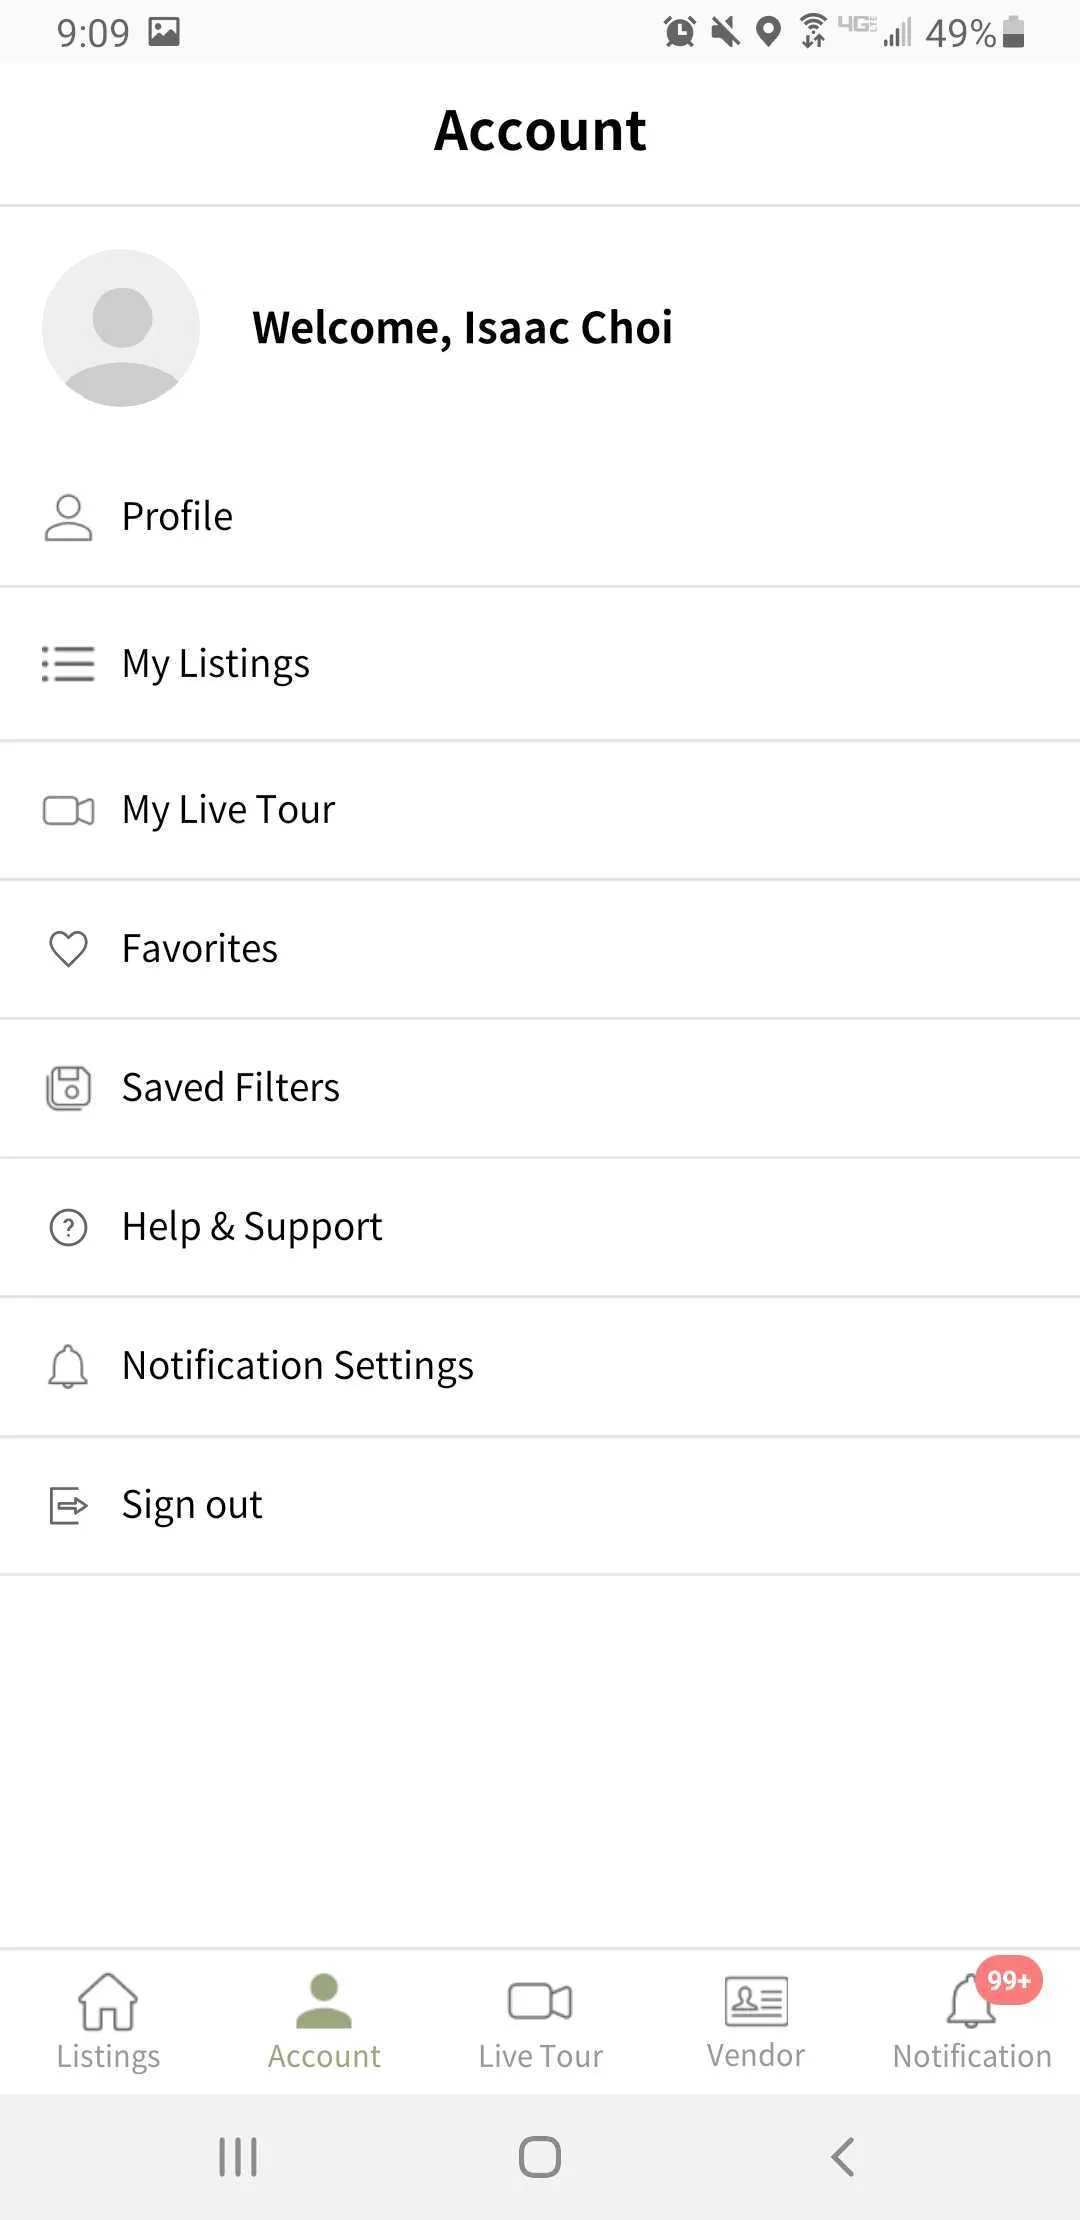 9:09 4G LTE 49%
Account
Welcome, Isaac Choi
Profile
My Listings
My Live Tour
Favorites
Saved Filters
? Help & Support
Notification Settings
Sign out
99+
Listings Account Live Tour Vendor Notification